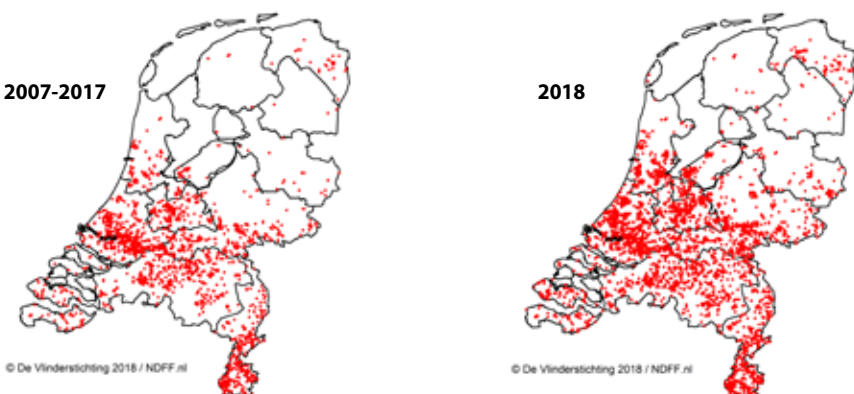 2007-2017
2018
© De Vlinderstichting 2018 / NDFF.nl
© De Vlinderstichting 2018 / NDFF.nl